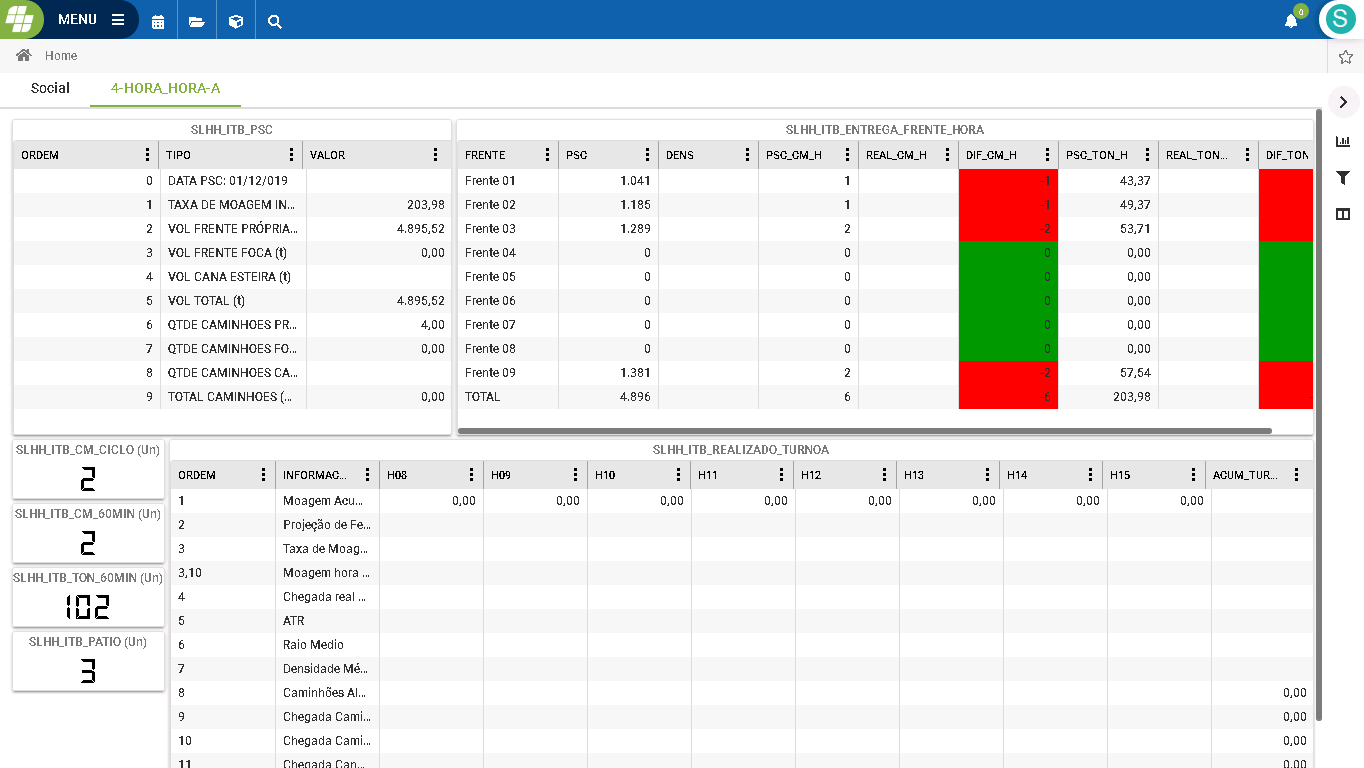 MENU
0
S
Home
Social 4-HORA_HORA-A
SLHH_ITB_PSC
ORDEM TIPO VALOR
0 DATA PSC: 01/12/019
1 TAXA DE MOAGEM IN... 203,98
2 VOL FRENTE PRÓPRIA... 4.895,52
3 VOL FRENTE FOCA (t) 0,00
4 VOL CANA ESTEIRA (t)
5 VOL TOTAL (t) 4.895,52
6 QTDE CAMINHOES PR... 4,00
7 QTDE CAMINHOES FO... 0,00
8 QTDE CAMINHOES CA...
9 TOTAL CAMINHOES (... 0,00
SLHH_ITB_ENTREGA_FRENTE_HORA
FRENTE PSC DENS PSC_CM_H REAL_CM_H DIF_CM_H PSC_TON_H REAL_TON... DIF_TON
Frente 01 1.041 1 -1 43,37
Frente 02 1.185 1 -1 49,37
Frente 03 1.289 2 -2 53,71
Frente 04 0 0 0 0,00
Frente 05 0 0 0 0,00
Frente 06 0 0 0 0,00
Frente 07 0 0 0 0,00
Frente 08 0 0 0 0,00
Frente 09 1.381 2 -2 57,54
TOTAL 4.896 6 -6 203,98
SLHH_ITB_CM_CICLO (Un)
2
SLHH_ITB_CM_60MIN (Un)
2
SLHH_ITB_TON_60MIN (Un)
102
SLHH_ITB_PATIO (Un)
3
SLHH_ITB_REALIZADO_TURNOA
ORDEM INFORMAC... H08 H09 H10 H11 H12 H13 H14 H15 ACUM_TUR...
1 Moagem Acu... 0,00 0,00 0,00 0,00 0,00 0,00 0,00 0,00
2 Projeção de Fe...
3 Taxa de Moag...
3,10 Moagem hora ...
4 Chegada real ...
5 ATR
6 Raio Medio
7 Densidade Mé...
8 Caminhões Al... 0,00
9 Chegada Cami... 0,00
10 Chegada Cami... 0,00
11 Chegada Can... 0,00